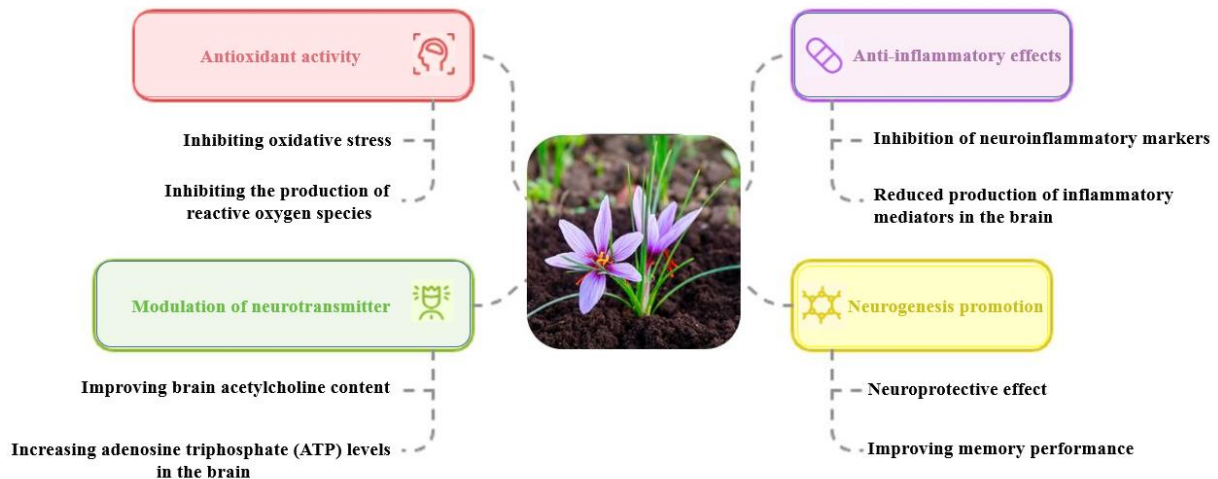 Antioxidant activity
Inhibiting oxidative stress
Inhibiting the production of
reactive oxygen species
Anti-inflammatory effects
Inhibition of neuroinflammatory markers
Reduced production of inflammatory
mediators in the brain
Modulation of neurotransmitter
Improving brain acetylcholine content
Increasing adenosine triphosphate (ATP) levels
in the brain
Neurogenesis promotion
Neuroprotective effect
Improving memory performance